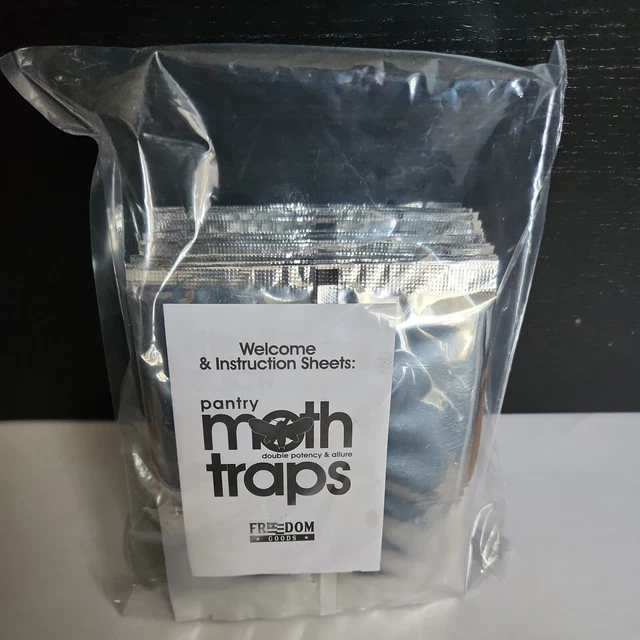 Welcome
& Instruction Sheets:
pantry
moth
double potency & allure
traps
FREEDOM
GOODS